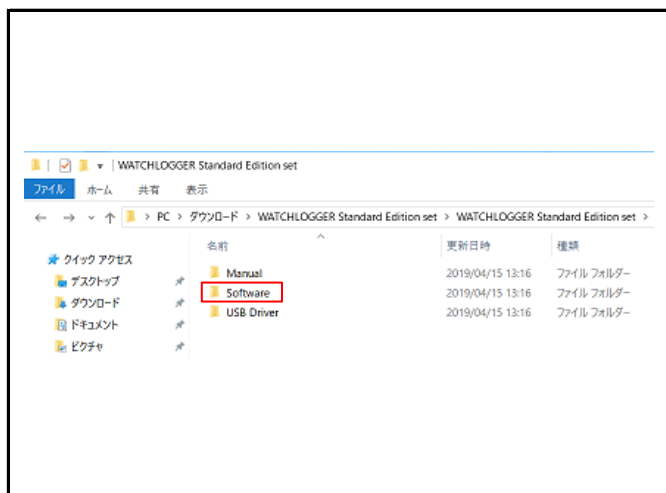 WATCHLOGGER Standard Edition set
ファイル ホーム 共有 表示
PC > ダウンロード > WATCHLOGGER Standard Edition set > WATCHLOGGER Standard Edition set >
名前 更新日時 種類
クイック アクセス
デスクトップ
ダウンロード
ドキュメント
ピクチャ
Manual 2019/04/15 13:16 ファイル フォルダー
Software 2019/04/15 13:16 ファイル フォルダー
USB Driver 2019/04/15 13:16 ファイル フォルダー